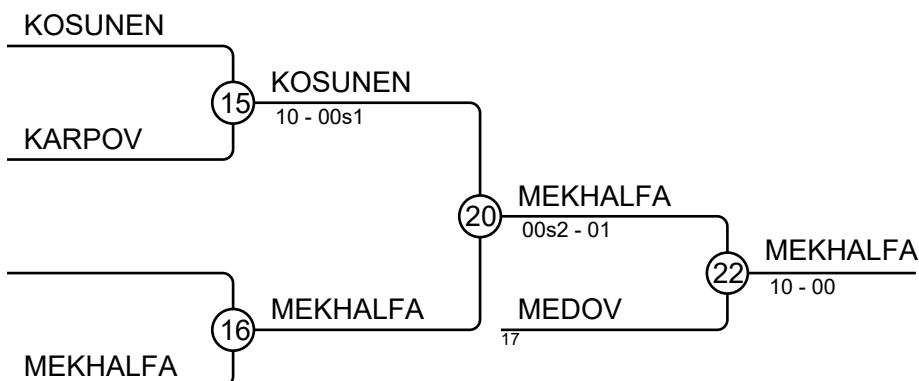 KOSUNEN
15
KOSUNEN
10 - 00s1
KARPOV
20
MEKHALFA
00s2 - 01
22
MEKHALFA
10 - 00
16
MEKHALFA
MEDOV
17
MEKHALFA